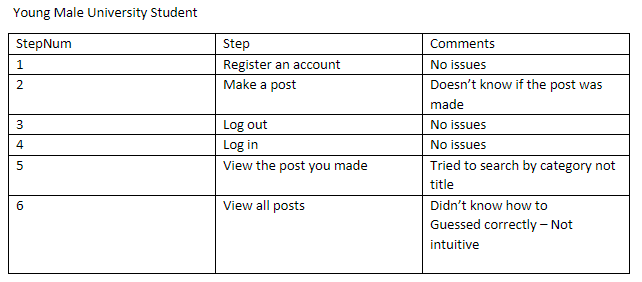 Young Male University Student
StepNum Step Comments
1 Register an account No issues
2 Make a post Doesn't know if the post was
made
3 Log out No issues
4 Log in No issues
5 View the post you made Tried to search by category not
title
6 View all posts Didn't know how to
Guessed correctly – Not
intuitive